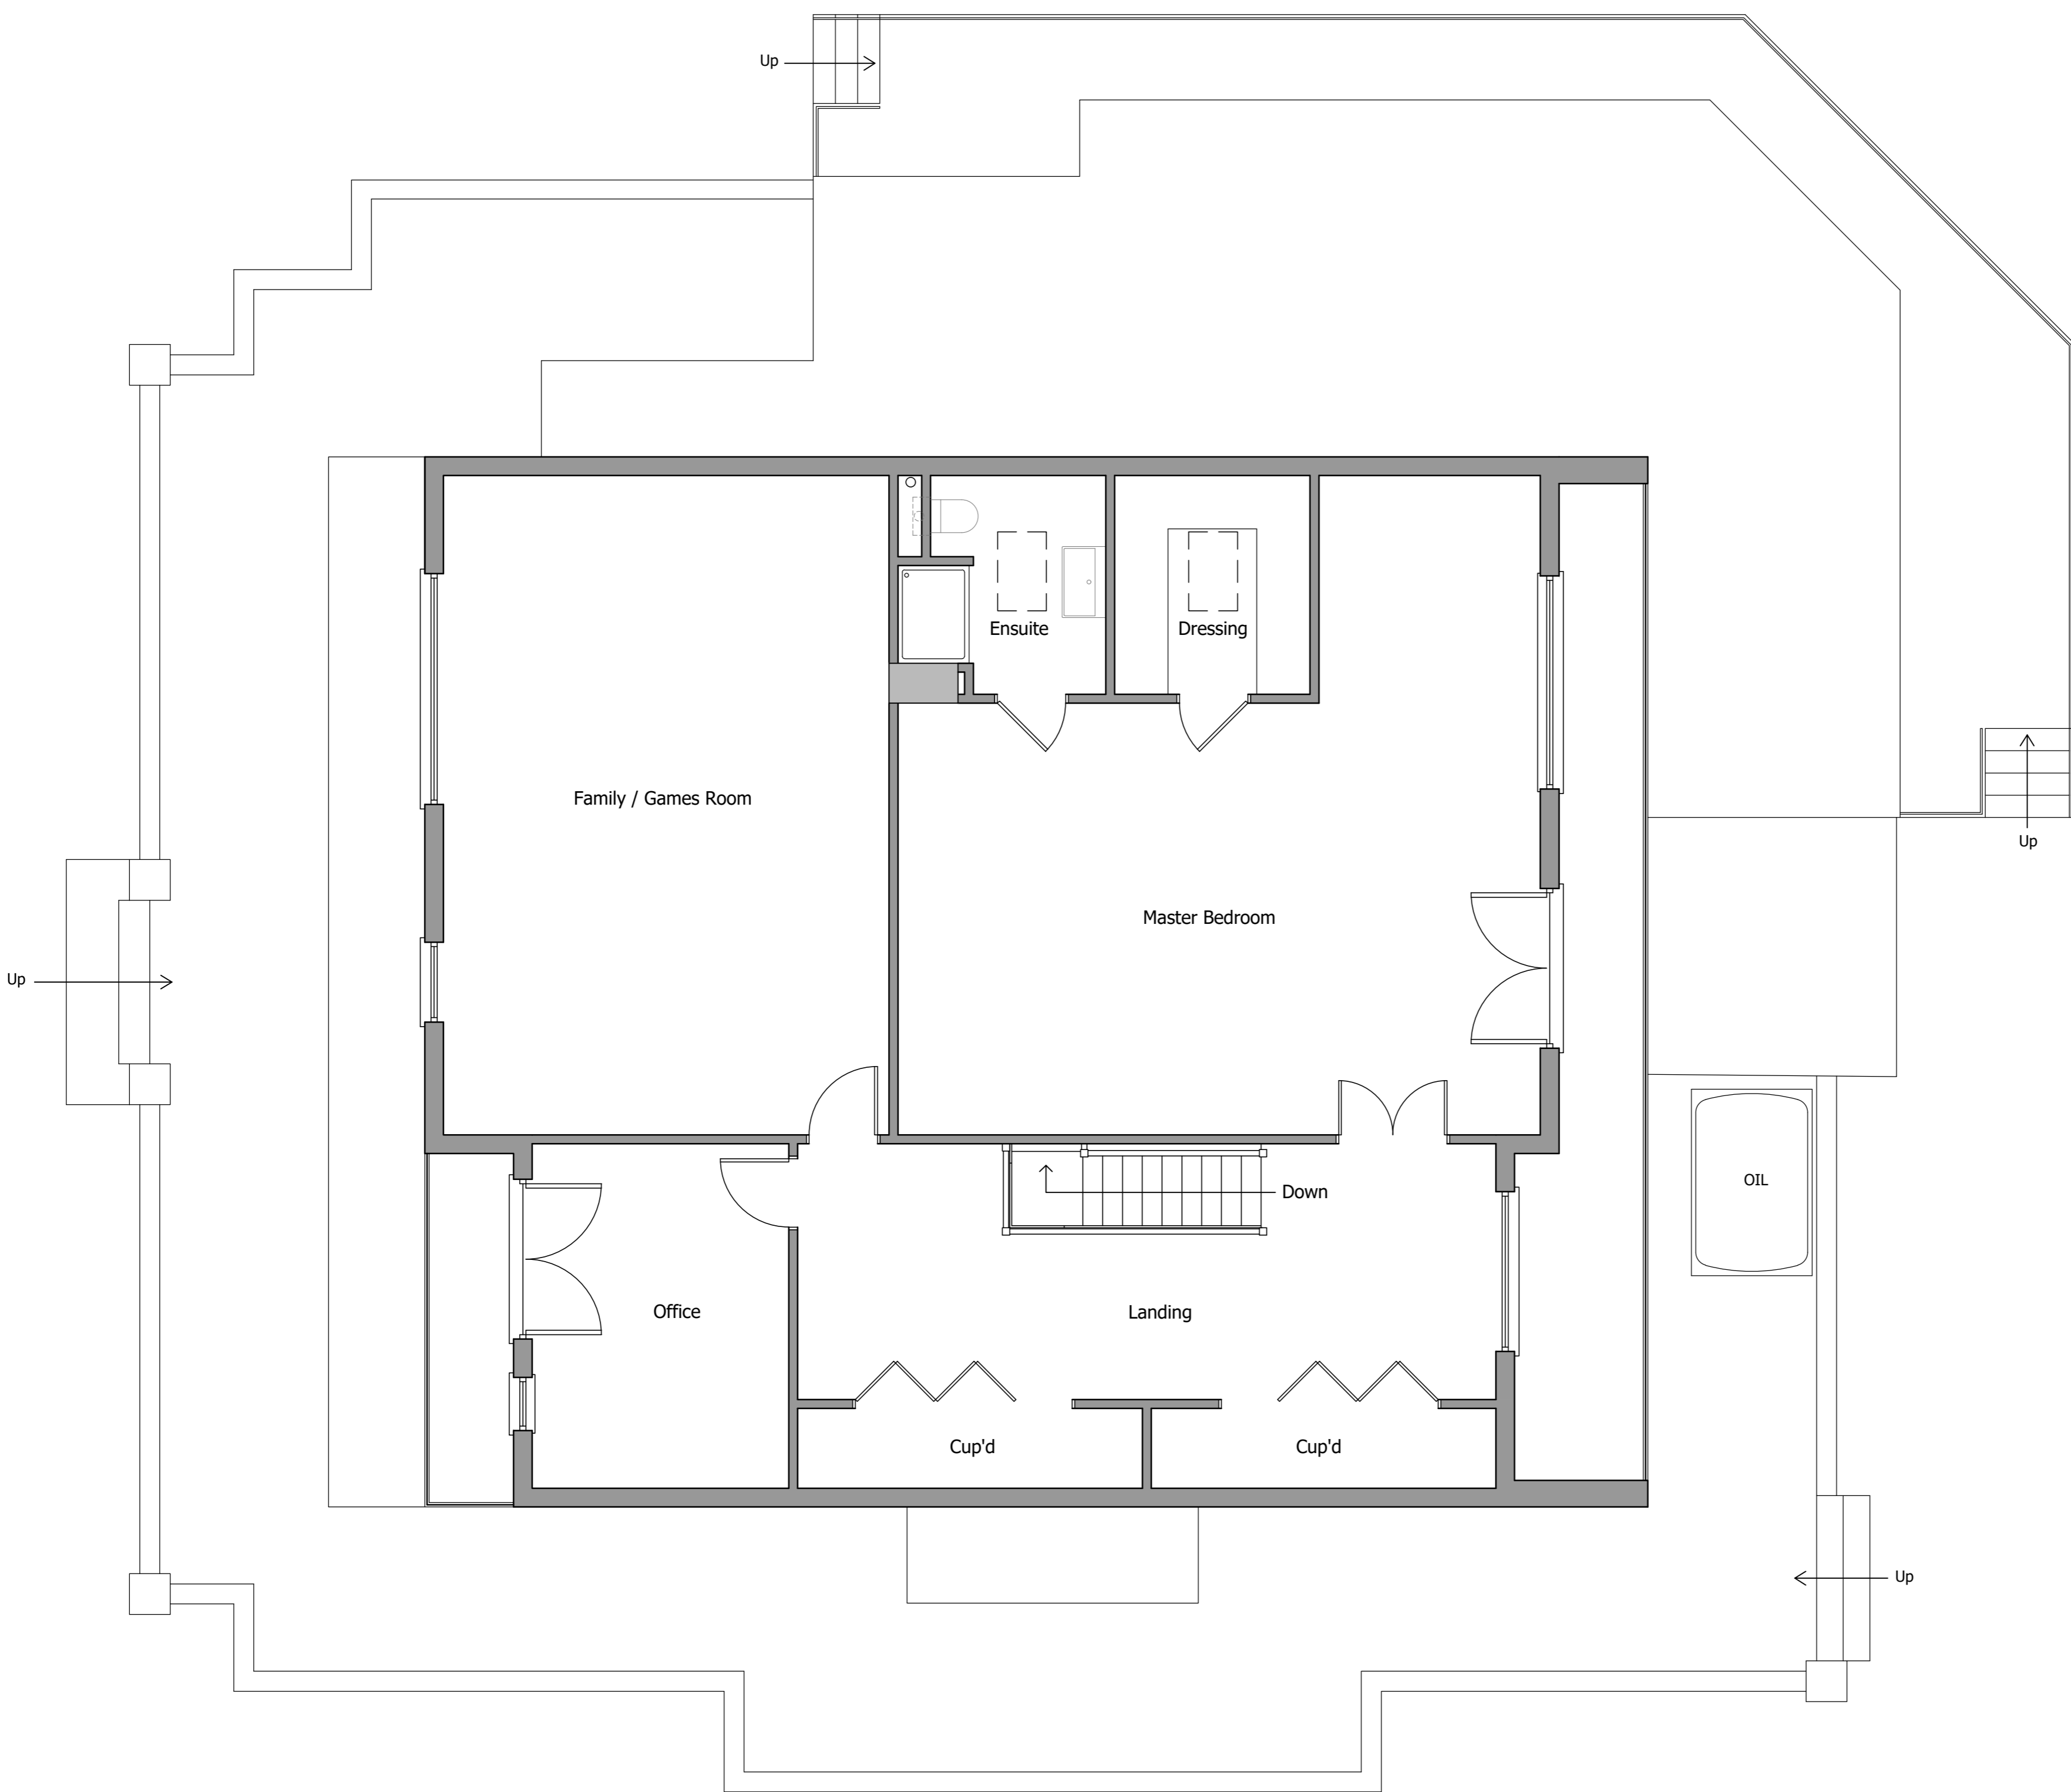 Up
Ensuite
Dressing
Family / Games Room
Up
Master Bedroom
Up
OIL
Down
Office
Landing
Cup'd
Cup'd
Up